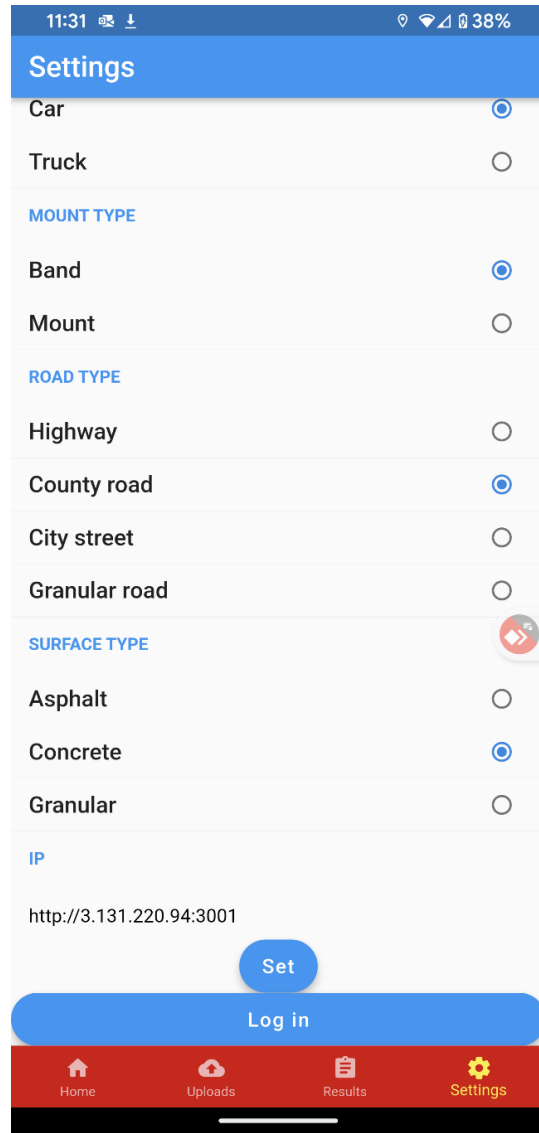 11:31 38%
Settings
Car
Truck
MOUNT TYPE
Band
Mount
ROAD TYPE
Highway
County road
City street
Granular road
SURFACE TYPE
Asphalt
Concrete
Granular
IP
http://3.131.220.94:3001
Set
Log in
Home Uploads Results Settings